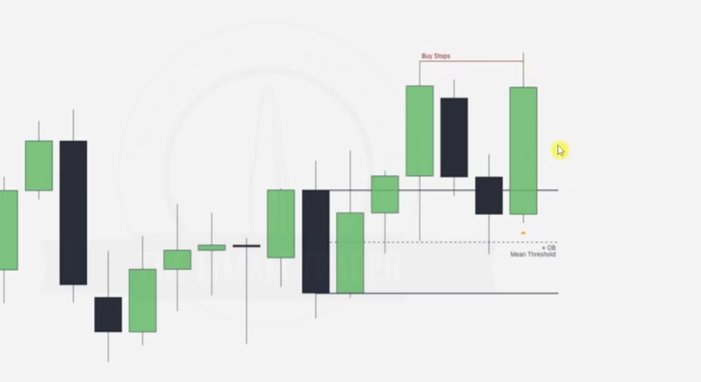 Buy Stops
+ OB
Mean Threshold